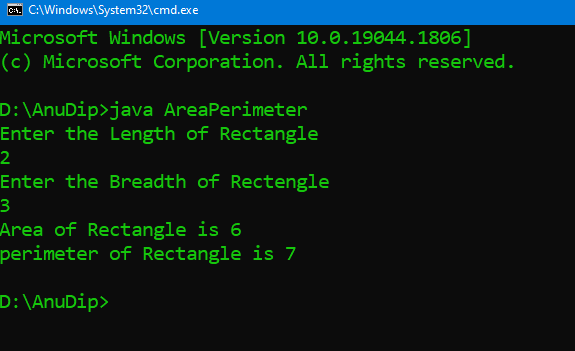 C:\Windows\System32\cmd.exe
Microsoft Windows [Version 10.0.19044.1806]
(c) Microsoft Corporation. All rights reserved.
D:\AnuDip>java AreaPerimeter
Enter the Length of Rectangle
2
Enter the Breadth of Rectengle
3
Area of Rectangle is 6
perimeter of Rectangle is 7
D:\AnuDip>